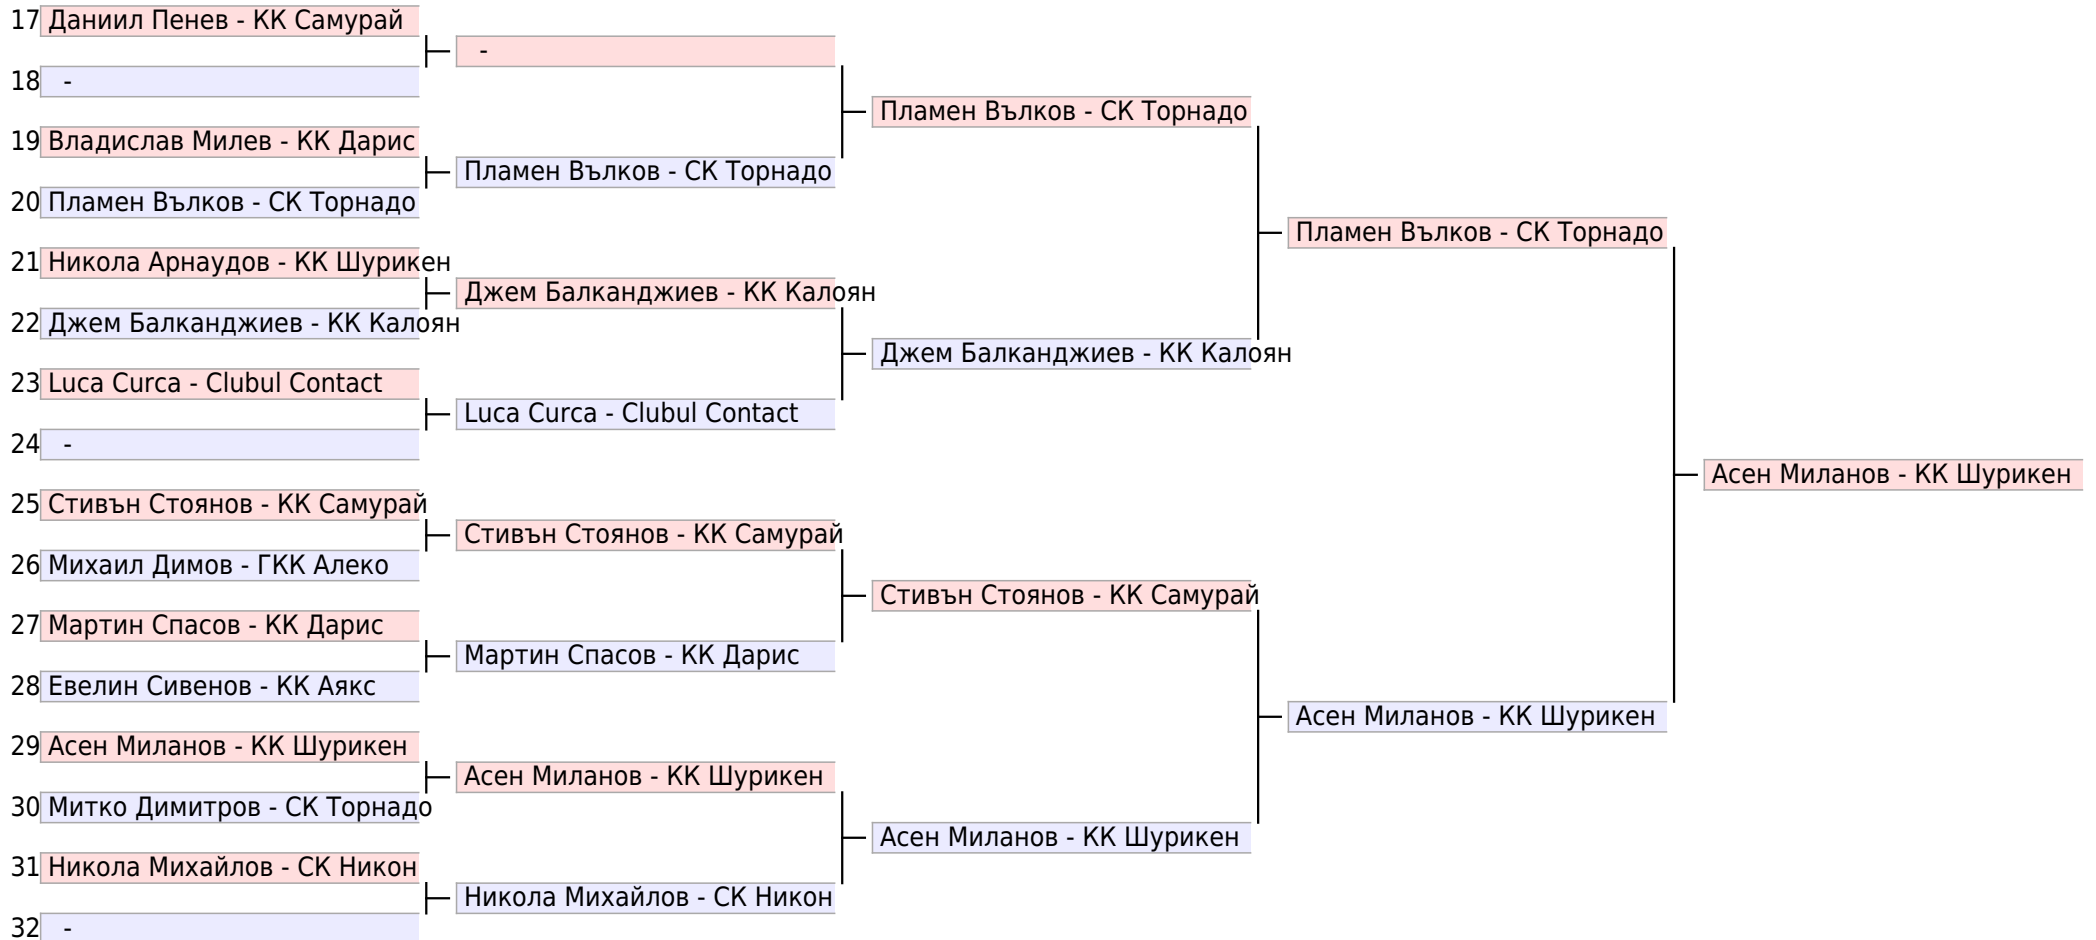 17 Даниил Пенев - КК Самурай
-
18 -
Пламен Вълков - СК Торнадо
19 Владислав Милев - КК Дарис
Пламен Вълков - СК Торнадо
20 Пламен Вълков - СК Торнадо
Пламен Вълков - СК Торнадо
21 Никола Арнаудов - КК Шурикен
Джем Балканджиев - КК Калоян
22 Джем Балканджиев - КК Калоян
Джем Балканджиев - КК Калоян
23 Luca Curca - Clubul Contact
Luca Curca - Clubul Contact
24 -
Асен Миланов - КК Шурикен
25 Стивън Стоянов - КК Самурай
Стивън Стоянов - КК Самурай
26 Михаил Димов - ГКК Алеко
Стивън Стоянов - КК Самурай
27 Мартин Спасов - КК Дарис
Мартин Спасов - КК Дарис
28 Евелин Сивенов - КК Аякс
Асен Миланов - КК Шурикен
29 Асен Миланов - КК Шурикен
Асен Миланов - КК Шурикен
30 Митко Димитров - СК Торнадо
Асен Миланов - КК Шурикен
31 Никола Михайлов - СК Никон
Никола Михайлов - СК Никон
32 -